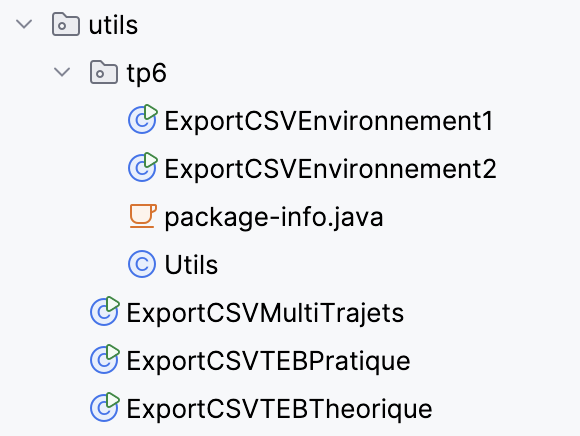 utils
tp6
ExportCSVEnvironnement1
ExportCSVEnvironnement2
package-info.java
Utils
ExportCSVMultiTrajets
ExportCSVTEBPratique
ExportCSVTEBTheorique